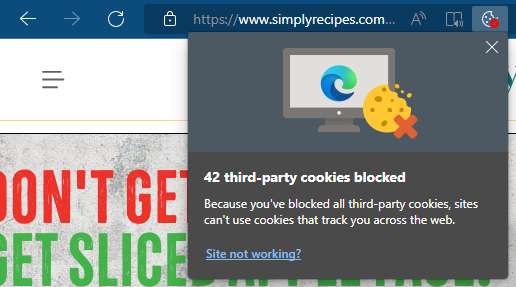 https://www.simplyrecipes.com...
42 third-party cookies blocked
Because you've blocked all third-party cookies, sites
can't use cookies that track you across the web.
Site not working?
DON'T GET
GET SLICED